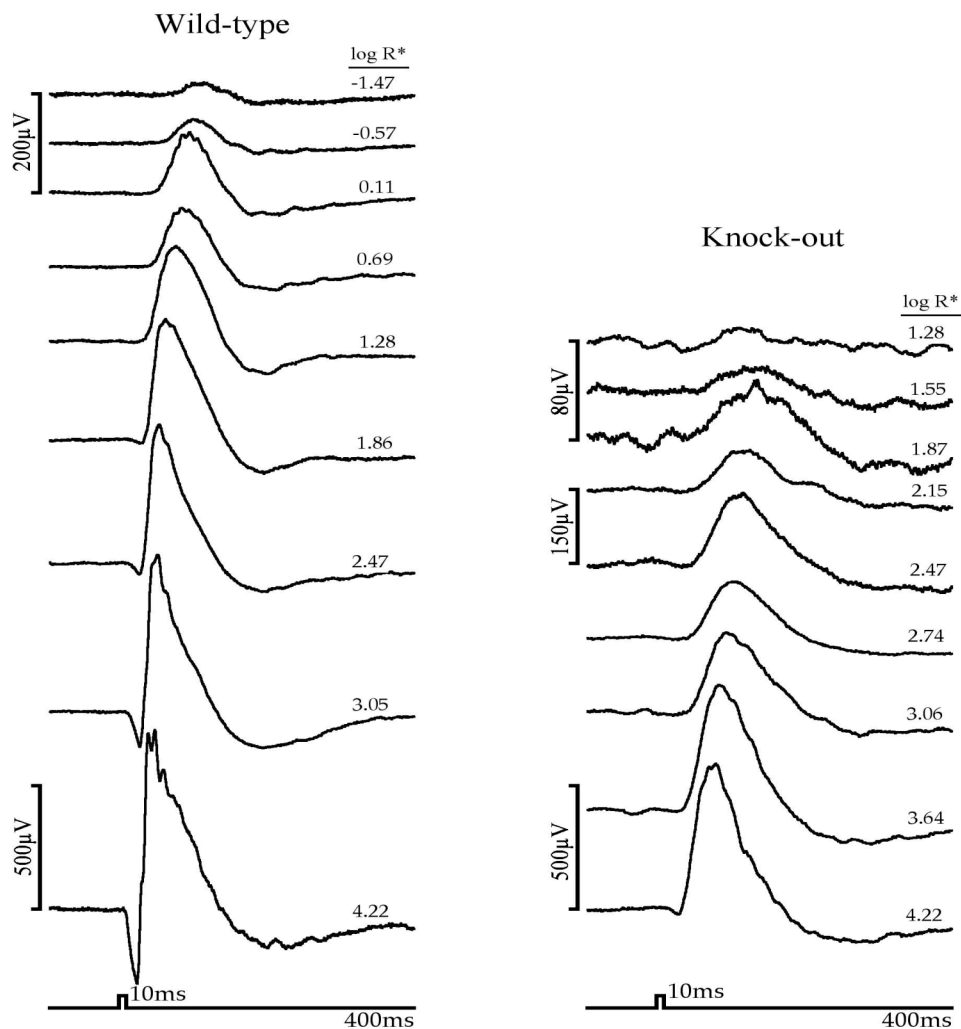 Wild-type
log R*
-1.47
200μV
-0.57
0.11
0.69
1.28
1.86
2.47
3.05
500μV
4.22
10ms
400ms
Knock-out
log R*
1.28
80μV
1.55
1.87
150μV
2.15
2.47
2.74
3.06
3.64
500μV
4.22
10ms
400ms